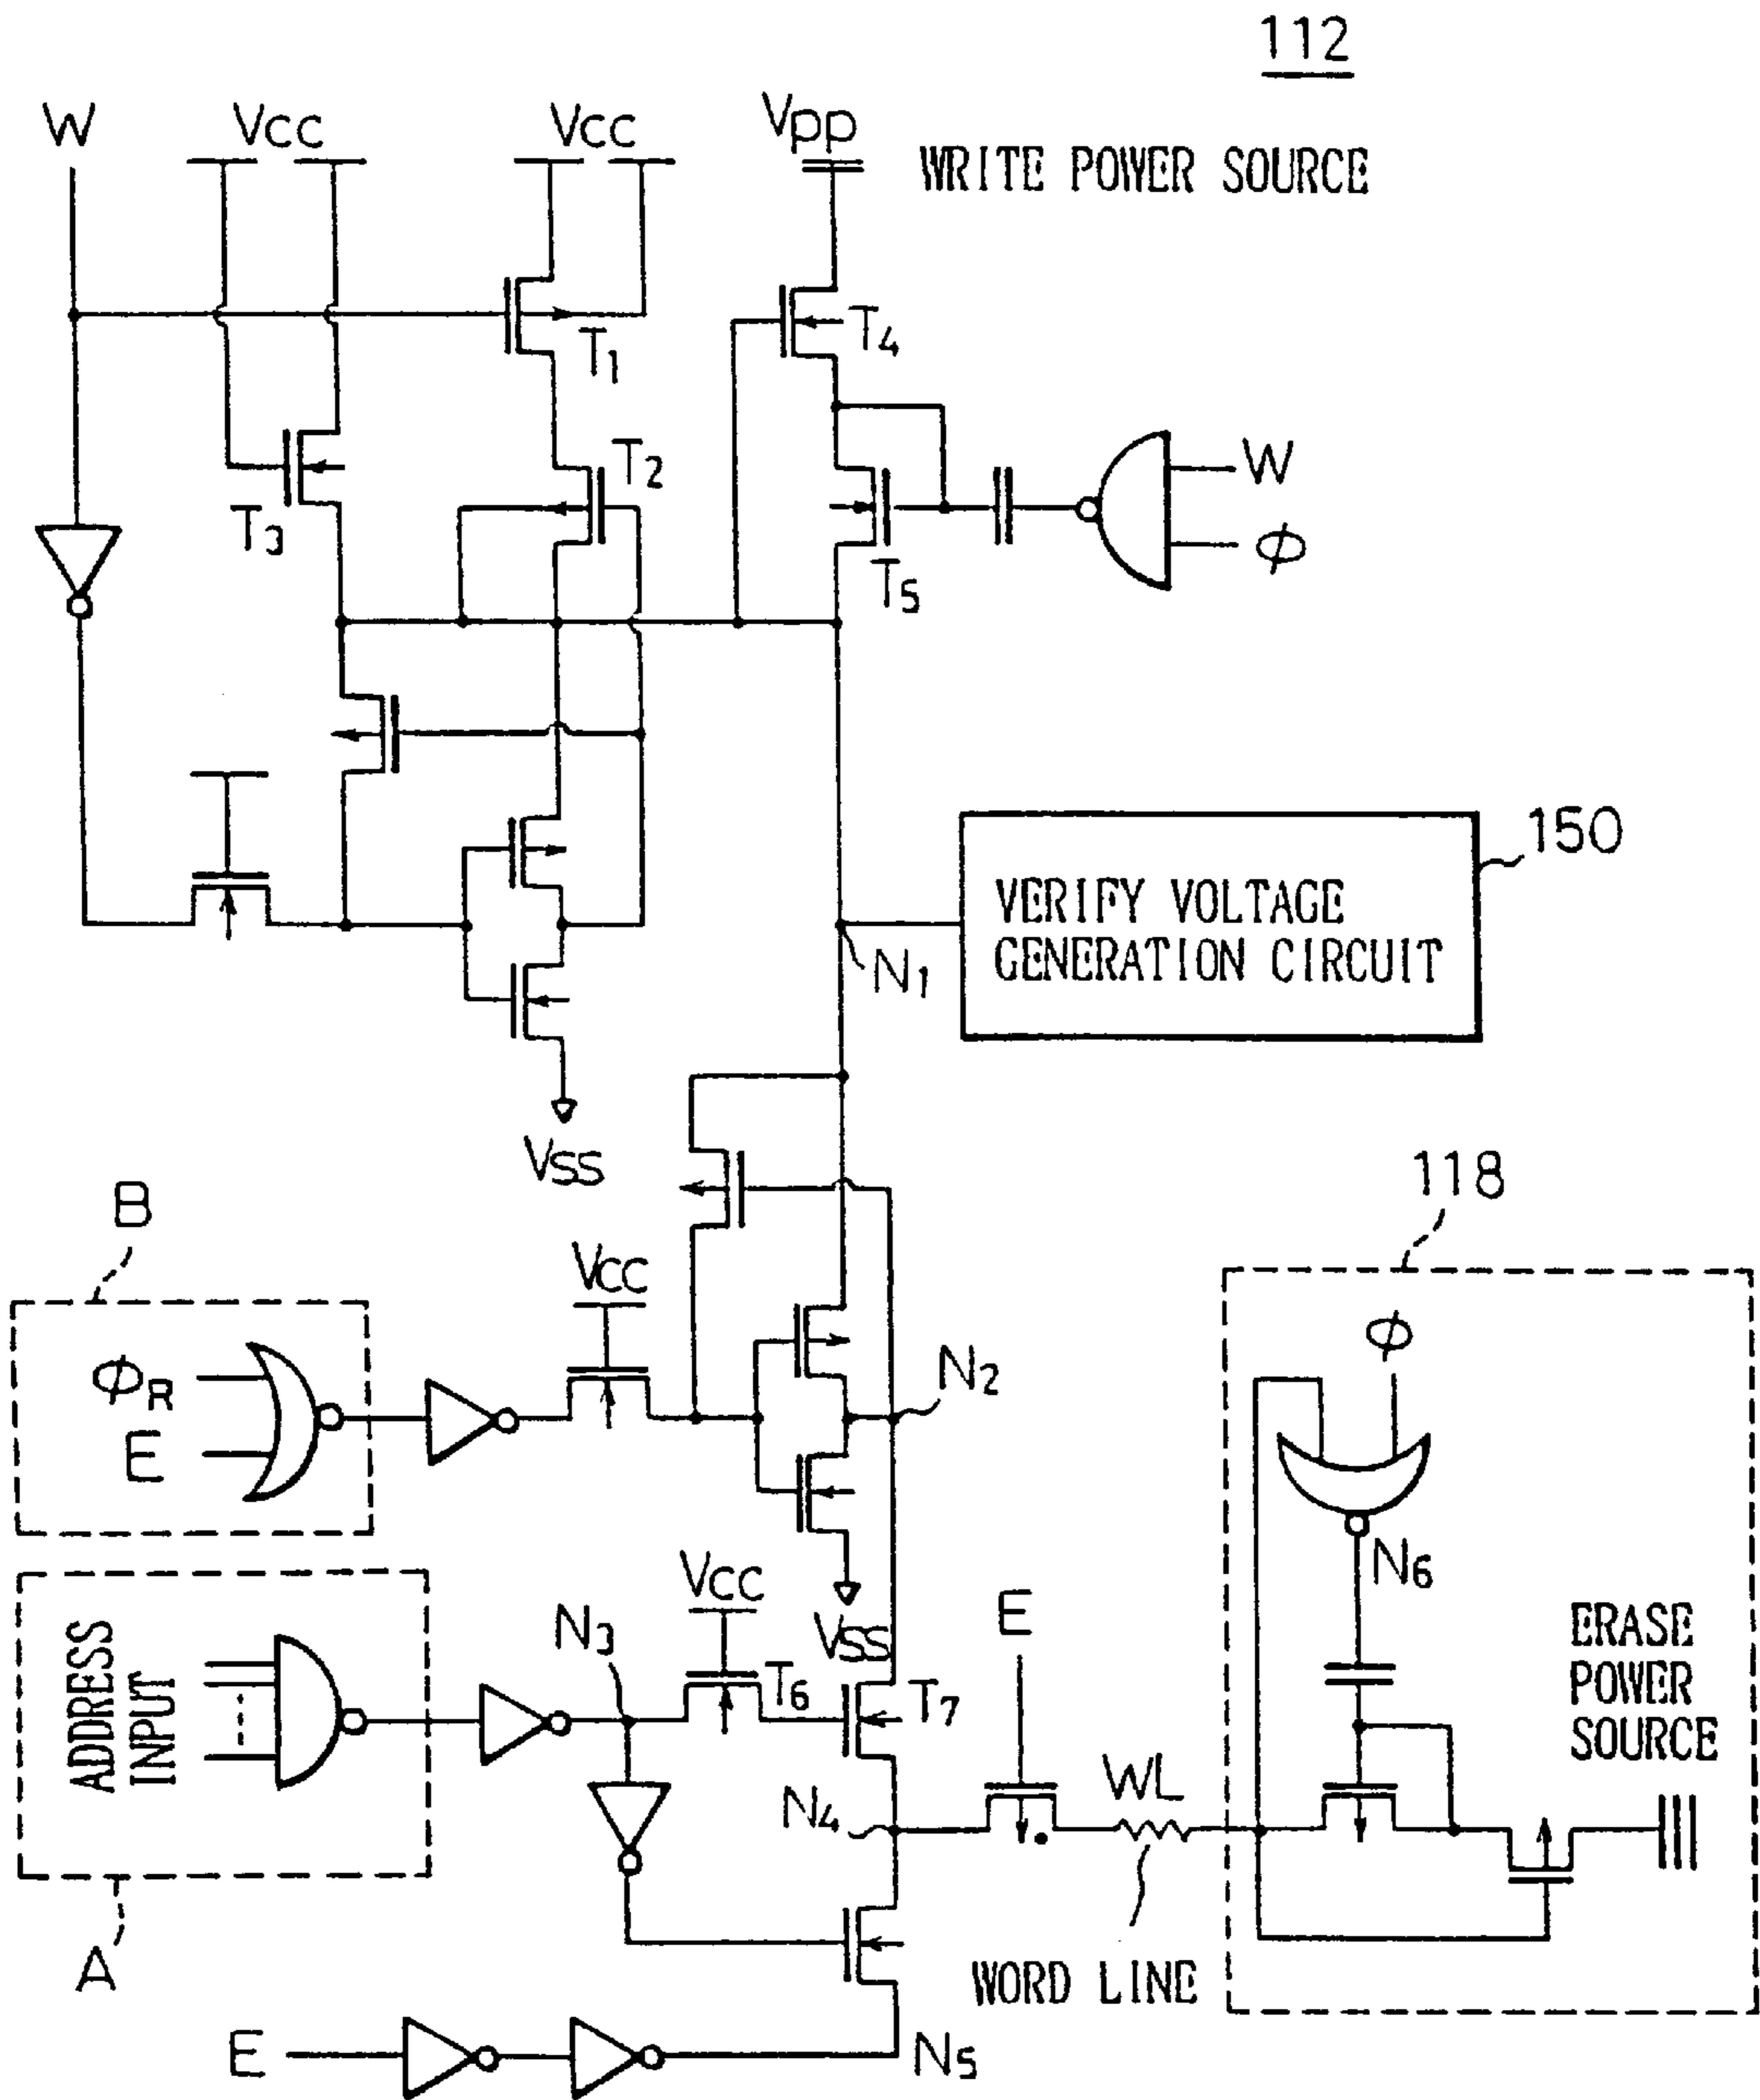 112
W
Vcc
Vcc
Vpp
WRITE POWER SOURCE
T1
T4
T2
T3
T5
W
φ
150
VERIFY VOLTAGE
GENERATION CIRCUIT
N1
Vss
B
Vcc
118
φR
E
N2
φ
N6
Vss
A
ADDRESS
INPUT
N3
Vcc
T6
T7
E
ERASE
POWER
SOURCE
N4
WL
WORD LINE
E
N5